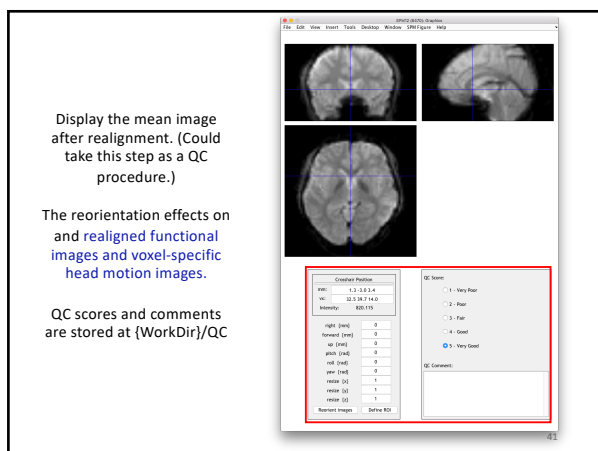 SPM12 (6470): Graphics
File Edit View Insert Tools Desktop Window SPM Figure Help
Display the mean image
after realignment. (Could
take this step as a QC
procedure.)
The reorientation effects on
and realigned functional
images and voxel-specific
head motion images.
QC scores and comments
are stored at {WorkDir}/QC
Crosshair Position
mm: 1.3 -3.0 3.4
vx: 32.5 39.7 14.0
Intensity: 820.115
right {mm} 0
forward {mm} 0
up {mm} 0
pitch {rad} 0
roll {rad} 0
yaw {rad} 0
resize {x} 1
resize {y} 1
resize {z} 1
Reorient images Define ROI
QC Score:
1 - Very Poor
2 - Poor
3 - Fair
4 - Good
5 - Very Good
QC Comment:
41